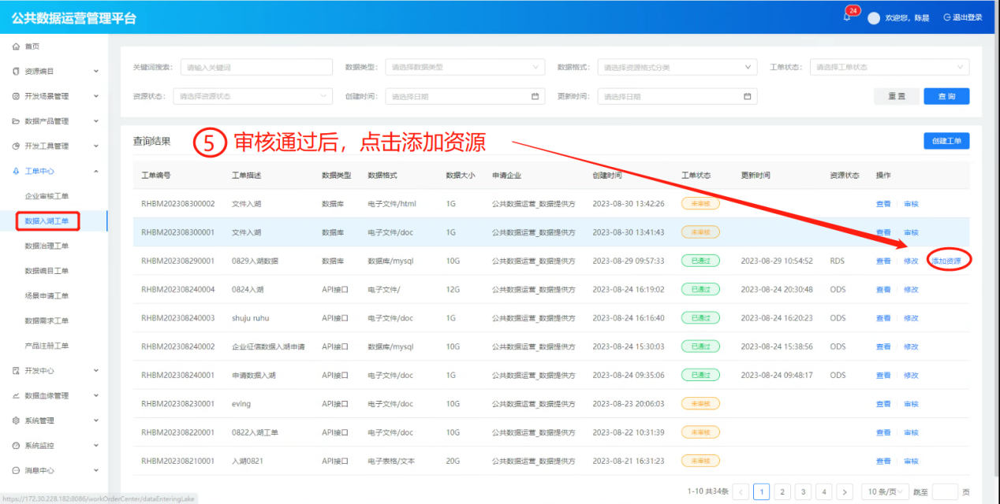 公共数据运营管理平台
24
欢迎您, 陈晨
退出登录
首页
资源编目
开发场景管理
数据产品管理
开发工具管理
工单中心
企业审核工单
数据入湖工单
数据治理工单
数据编目工单
场景申请工单
数据需求工单
产品注册工单
开发中心
数据血缘管理
系统管理
系统监控
消息中心
关键词搜索: 请输入关键词 数据类型: 请选择数据类型 数据格式: 请选择资源格式分类 工单状态: 请选择工单状态
资源状态: 请选择资源状态 创建时间: 请选择日期 更新时间: 请选择日期 重置 查询
查询结果 ⑤ 审核通过后，点击添加资源 创建工单
工单编号 工单描述 数据类型 数据格式 数据大小 申请企业 创建时间 工单状态 更新时间 资源状态 操作
RHBM202308300002 文件入湖 数据库 电子文件/html 1G 公共数据运营_数据提供方 2023-08-30 13:42:26 未审核 查看 审核
RHBM202308300001 文件入湖 数据库 电子文件/doc 1G 公共数据运营_数据提供方 2023-08-30 13:41:43 未审核 查看 审核
RHBM202308290001 0829入湖数据 数据库 数据库/mysql 10G 公共数据运营_数据提供方 2023-08-29 09:57:33 已通过 2023-08-29 10:54:52 RDS 查看 修改 添加资源
RHBM202308240004 0824入湖 API接口 电子文件/ 12G 公共数据运营_数据提供方 2023-08-24 16:19:02 已通过 2023-08-24 20:30:48 ODS 查看 修改
RHBM202308240003 shuju ruhu API接口 电子文件/doc 1G 公共数据运营_数据提供方 2023-08-24 16:16:40 已通过 2023-08-24 16:20:23 ODS 查看 修改
RHBM202308240002 企业征信数据入湖申请 API接口 数据库/mysql 10G 公共数据运营_数据提供方 2023-08-24 15:30:03 已通过 2023-08-24 15:38:56 ODS 查看 修改
RHBM202308240001 申请数据入湖 API接口 电子文件/doc 1G 公共数据运营_数据提供方 2023-08-24 09:35:06 已通过 2023-08-24 09:48:17 ODS 查看 修改
RHBM202308230001 eving API接口 电子文件/doc 10G 公共数据运营_数据提供方 2023-08-23 20:06:03 未审核 查看 审核
RHBM202308220001 0822入湖工单 API接口 电子文件/doc 10G 公共数据运营_数据提供方 2023-08-22 10:31:39 未审核 查看 审核
RHBM202308210001 入湖0821 API接口 电子表格/文本 20G 公共数据运营_数据提供方 2023-08-21 16:31:23 未审核 查看 审核
1-10 共34条 < 1 2 3 4 > 10 条/页 跳至 页
https://172.30.228.182:8086/workOrderCenter/dataEnteringLake